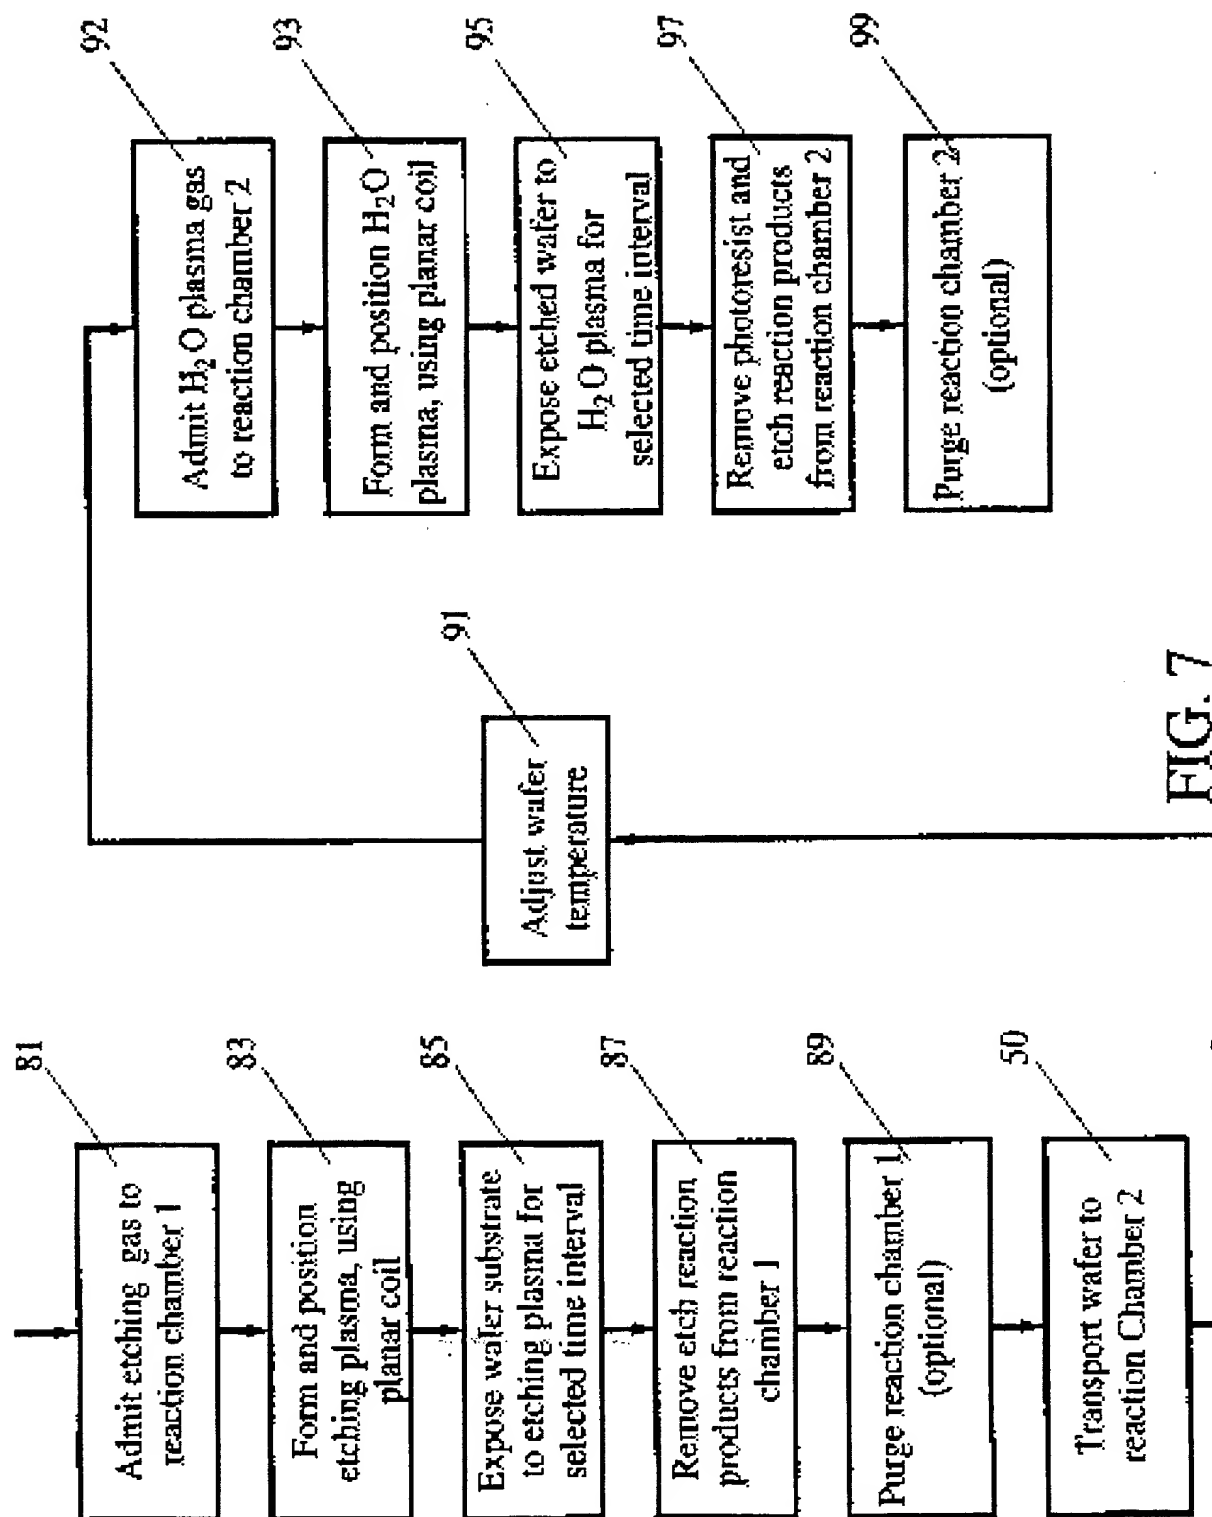 81
Admit etching gas to
reaction chamber 1
83
Form and position
etching plasma, using
planar coil
85
Expose wafer substrate
to etching plasma for
selected time interval
87
Remove etch reaction
products from reaction
chamber 1
89
Purge reaction chamber 1
(optional)
50
Transport wafer to
reaction Chamber 2
91
Adjust wafer
temperature
92
Admit H₂O plasma gas
to reaction chamber 2
93
Form and position H₂O
plasma, using planar coil
95
Expose etched wafer to
H₂O plasma for
selected time interval
97
Remove photoresist and
etch reaction products
from reaction chamber 2
99
Purge reaction chamber 2
(optional)
FIG. 7